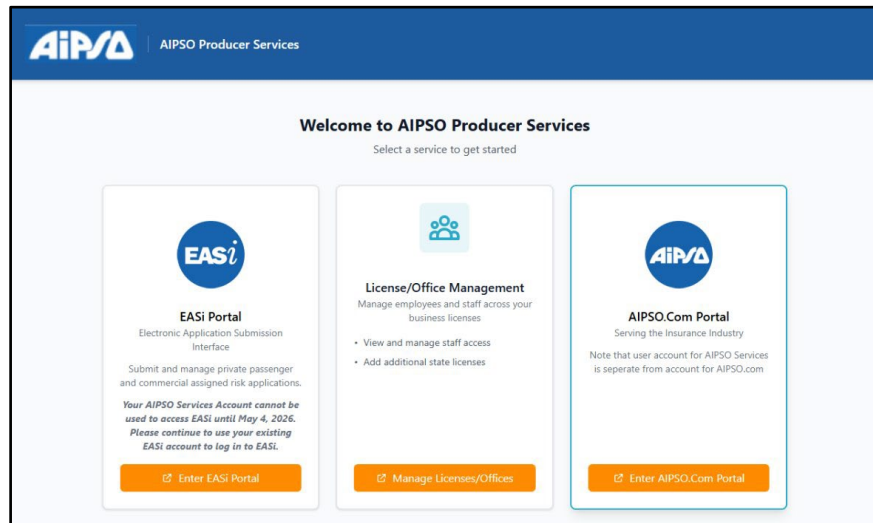 AiPSO
AIPSO Producer Services
Welcome to AIPSO Producer Services
Select a service to get started
EASi
EASi Portal
Electronic Application Submission
Interface
Submit and manage private passenger
and commercial assigned risk applications.
Your AIPSO Services Account cannot be
used to access EASi until May 4, 2026.
Please continue to use your existing
EASi account to log in to EASi.
Enter EASi Portal
License/Office Management
Manage employees and staff across your
business licenses
• View and manage staff access
• Add additional state licenses
Manage Licenses/Offices
AiPSO
AIPSO.Com Portal
Serving the Insurance Industry
Note that user account for AIPSO Services
is seperate from account for AIPSO.com
Enter AIPSO.Com Portal